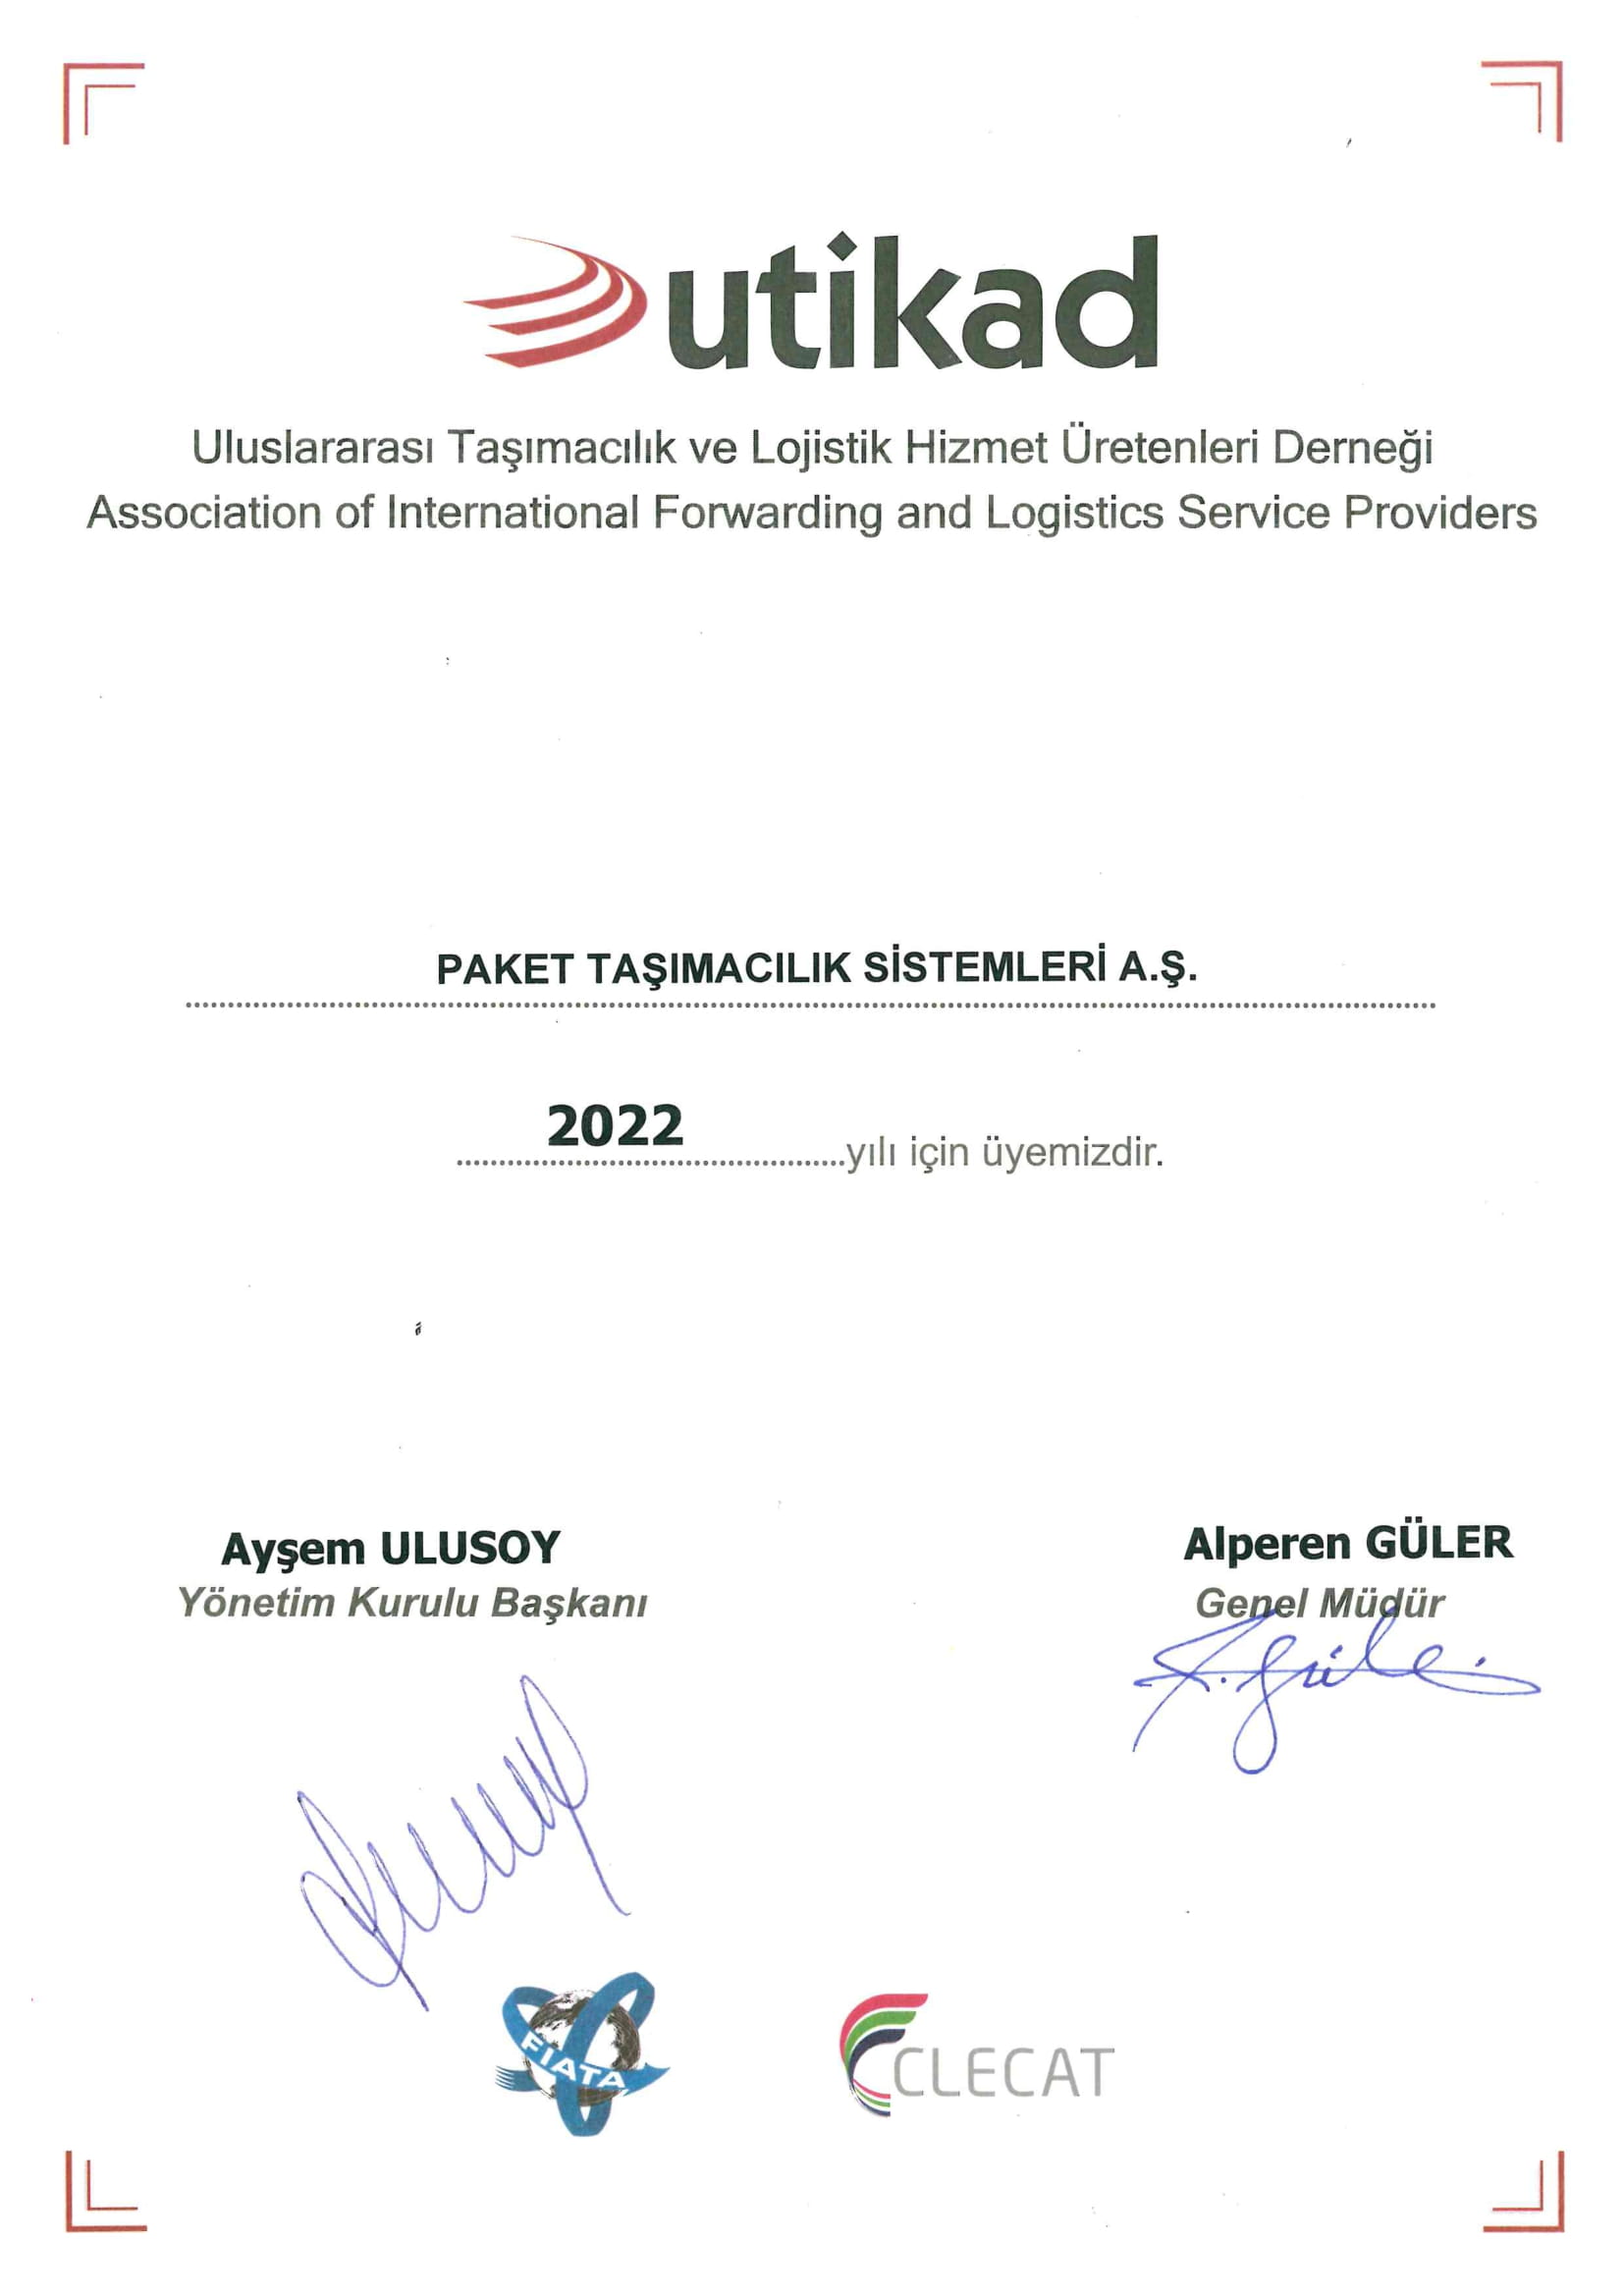 utikad
Uluslararası Taşımacılık ve Lojistik Hizmet Üretenleri Derneği
Association of International Forwarding and Logistics Service Providers
PAKET TAŞIMACILIK SİSTEMLERİ A.Ş.
2022 yılı için üyemizdir.
Ayşem ULUSOY
Yönetim Kurulu Başkanı
Alperen GÜLER
Genel Müdür
FIATA
CLECAT